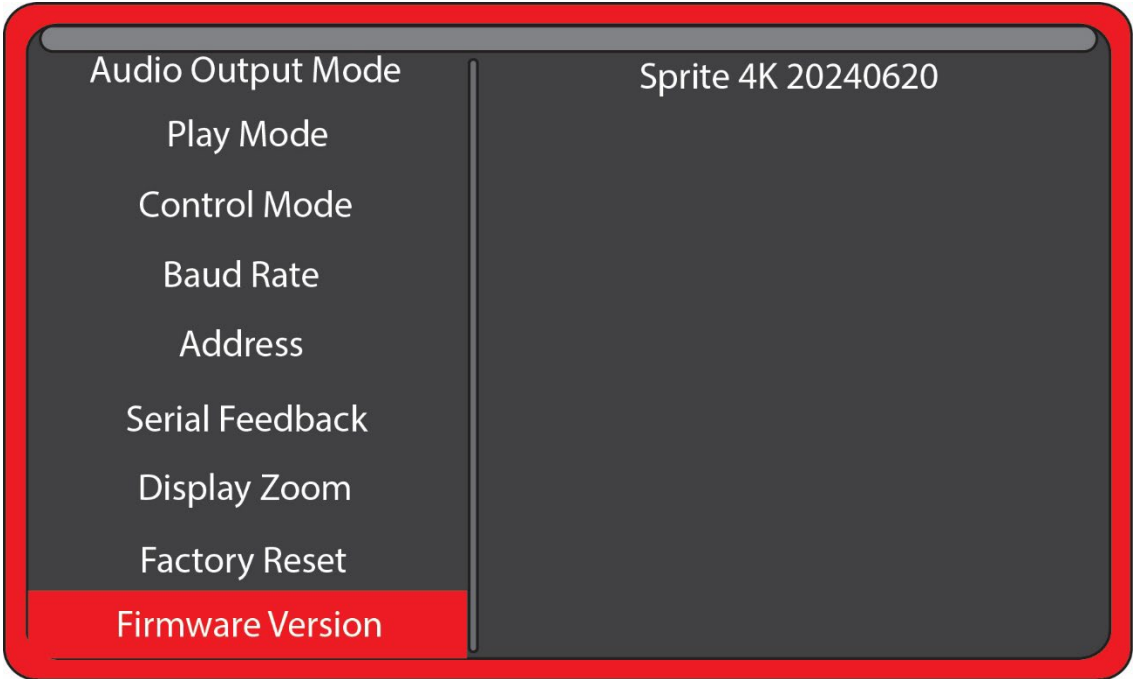 Audio Output Mode
Play Mode
Control Mode
Baud Rate
Address
Serial Feedback
Display Zoom
Factory Reset
Firmware Version
Sprite 4K 20240620